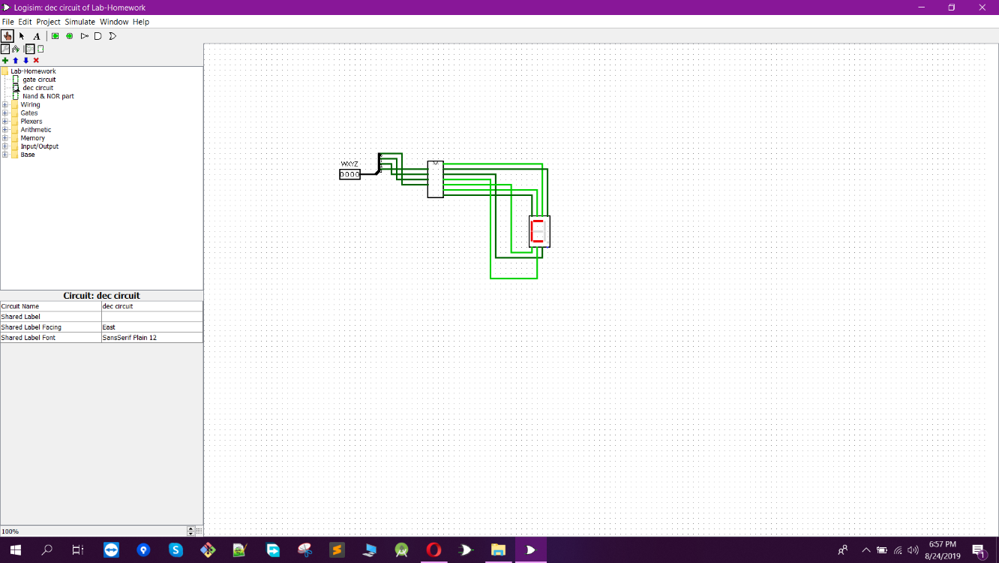 Logisim: dec circuit of Lab-Homework
File Edit Project Simulate Window Help
A
Lab-Homework
gate circuit
dec circuit
Nand & NOR part
Wiring
Gates
Plexers
Arithmetic
Memory
Input/Output
Base
WXYZ
0000
Circuit: dec circuit
Circuit Name dec circuit
Shared Label
Shared Label Facing East
Shared Label Font SansSerif Plain 12
100%
6:57 PM
8/24/2019
1